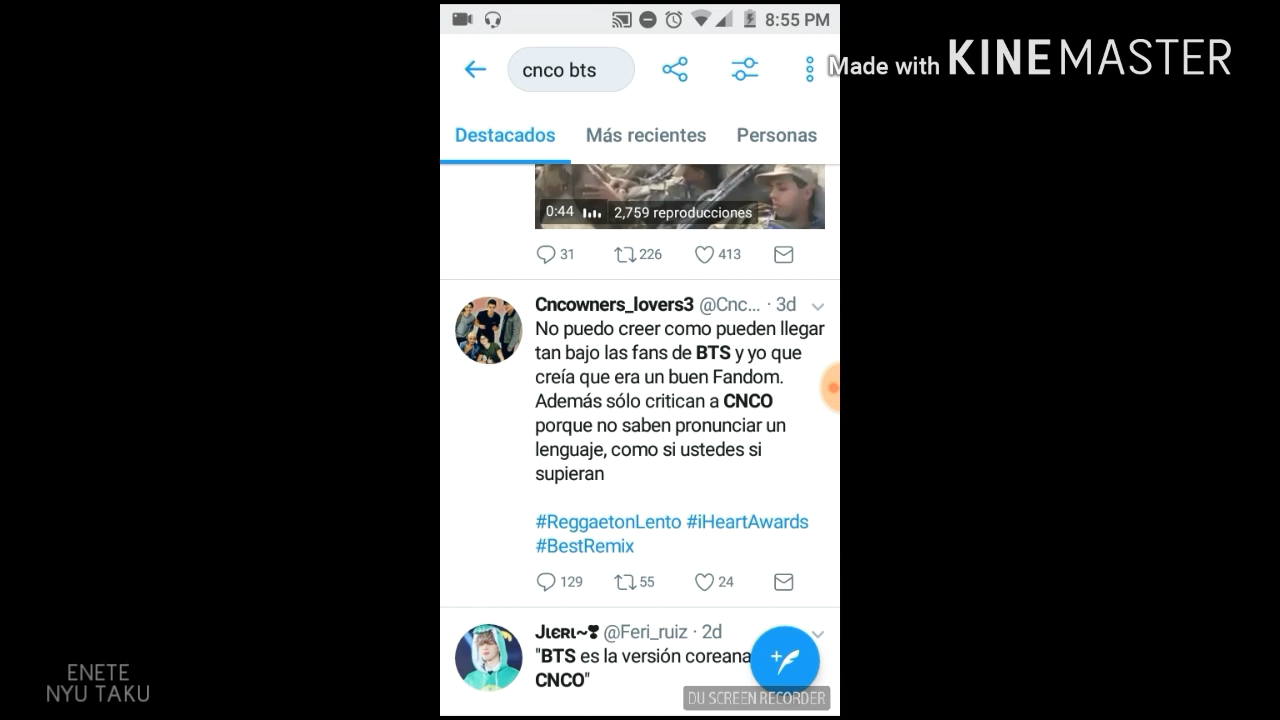 8:55 PM
cnco bts
Made with KINEMASTER
Destacados Más recientes Personas
0:44 2,759 reproducciones
31 226 413
Cncowners_lovers3 @Cnc... · 3d
No puedo creer como pueden llegar
tan bajo las fans de BTS y yo que
creía que era un buen Fandom.
Además sólo critican a CNCO
porque no saben pronunciar un
lenguaje, como si ustedes si
supieran
#ReggaetonLento #iHeartAwards
#BestRemix
129 55 24
Jιєʀι~❣ @Feri_ruiz · 2d
"BTS es la versión coreana
CNCO"
DU SCREEN RECORDER
ENETE
NYU TAKU